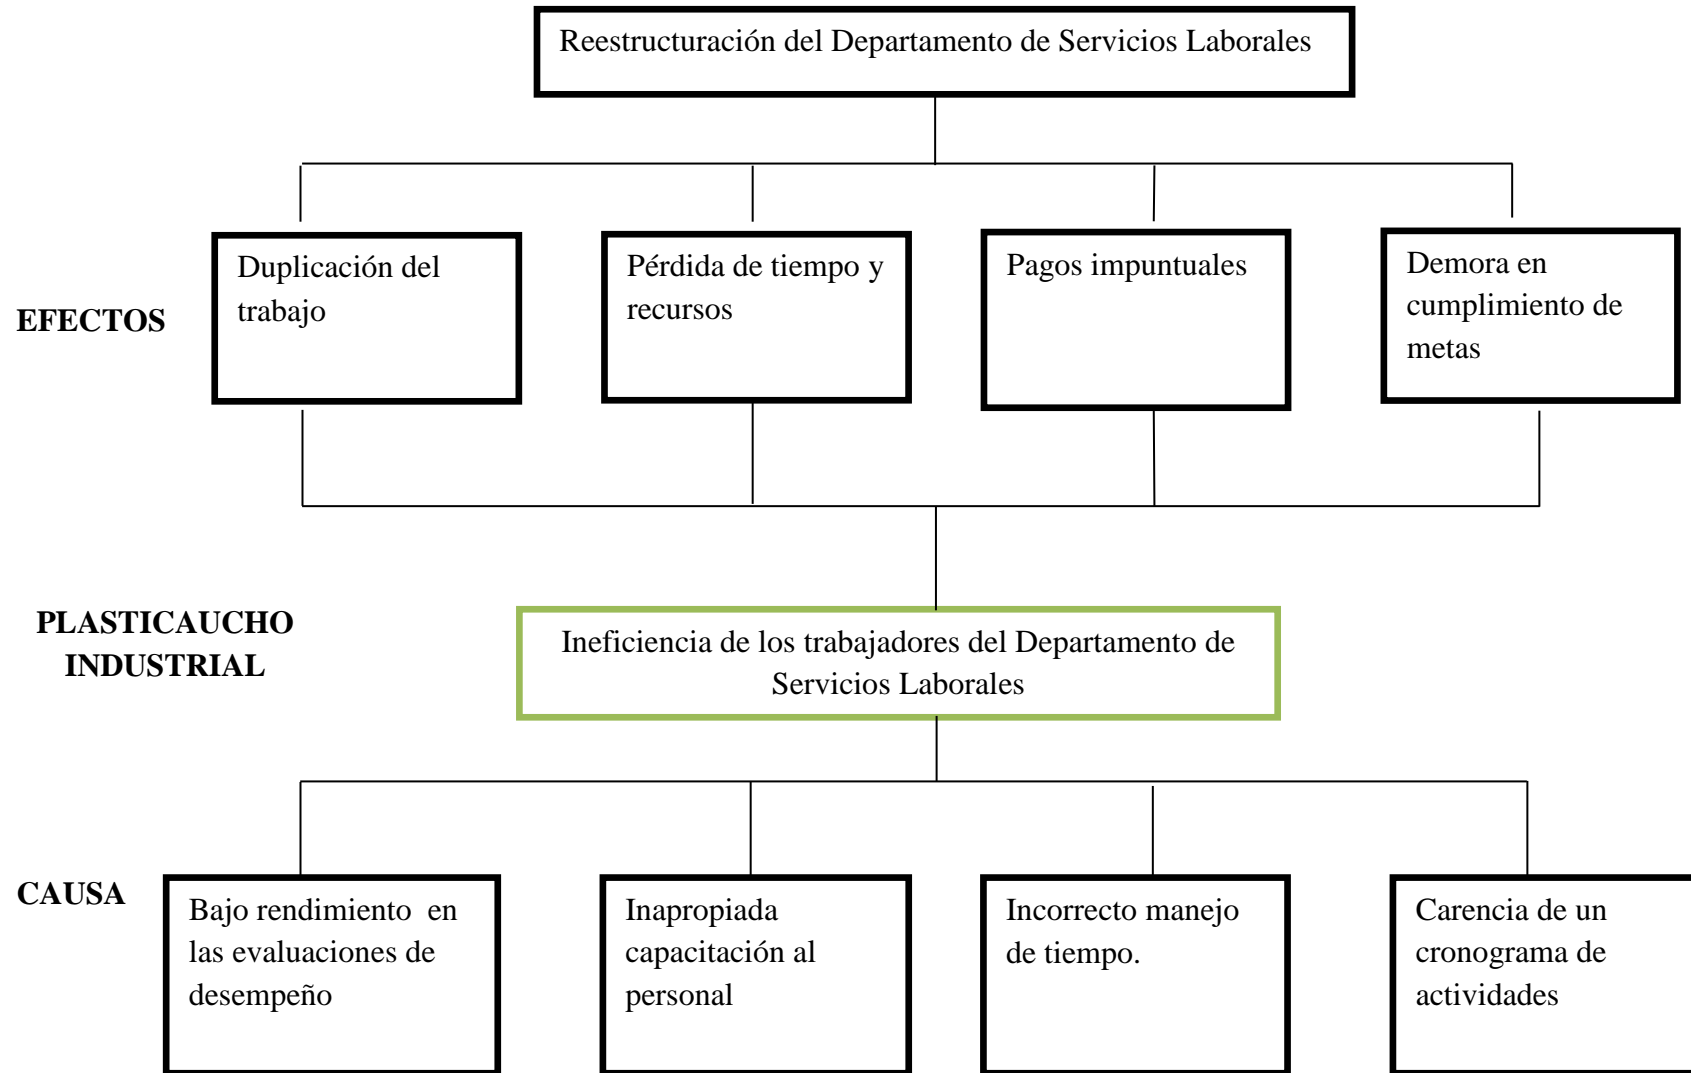 Reestructuración del Departamento de Servicios Laborales
EFECTOS
Duplicación del
trabajo
Pérdida de tiempo y
recursos
Pagos impuntuales
Demora en
cumplimiento de
metas
PLASTICAUCHO
INDUSTRIAL
Ineficiencia de los trabajadores del Departamento de
Servicios Laborales
CAUSA
Bajo rendimiento en
las evaluaciones de
desempeño
Inapropiada
capacitación al
personal
Incorrecto manejo
de tiempo.
Carencia de un
cronograma de
actividades